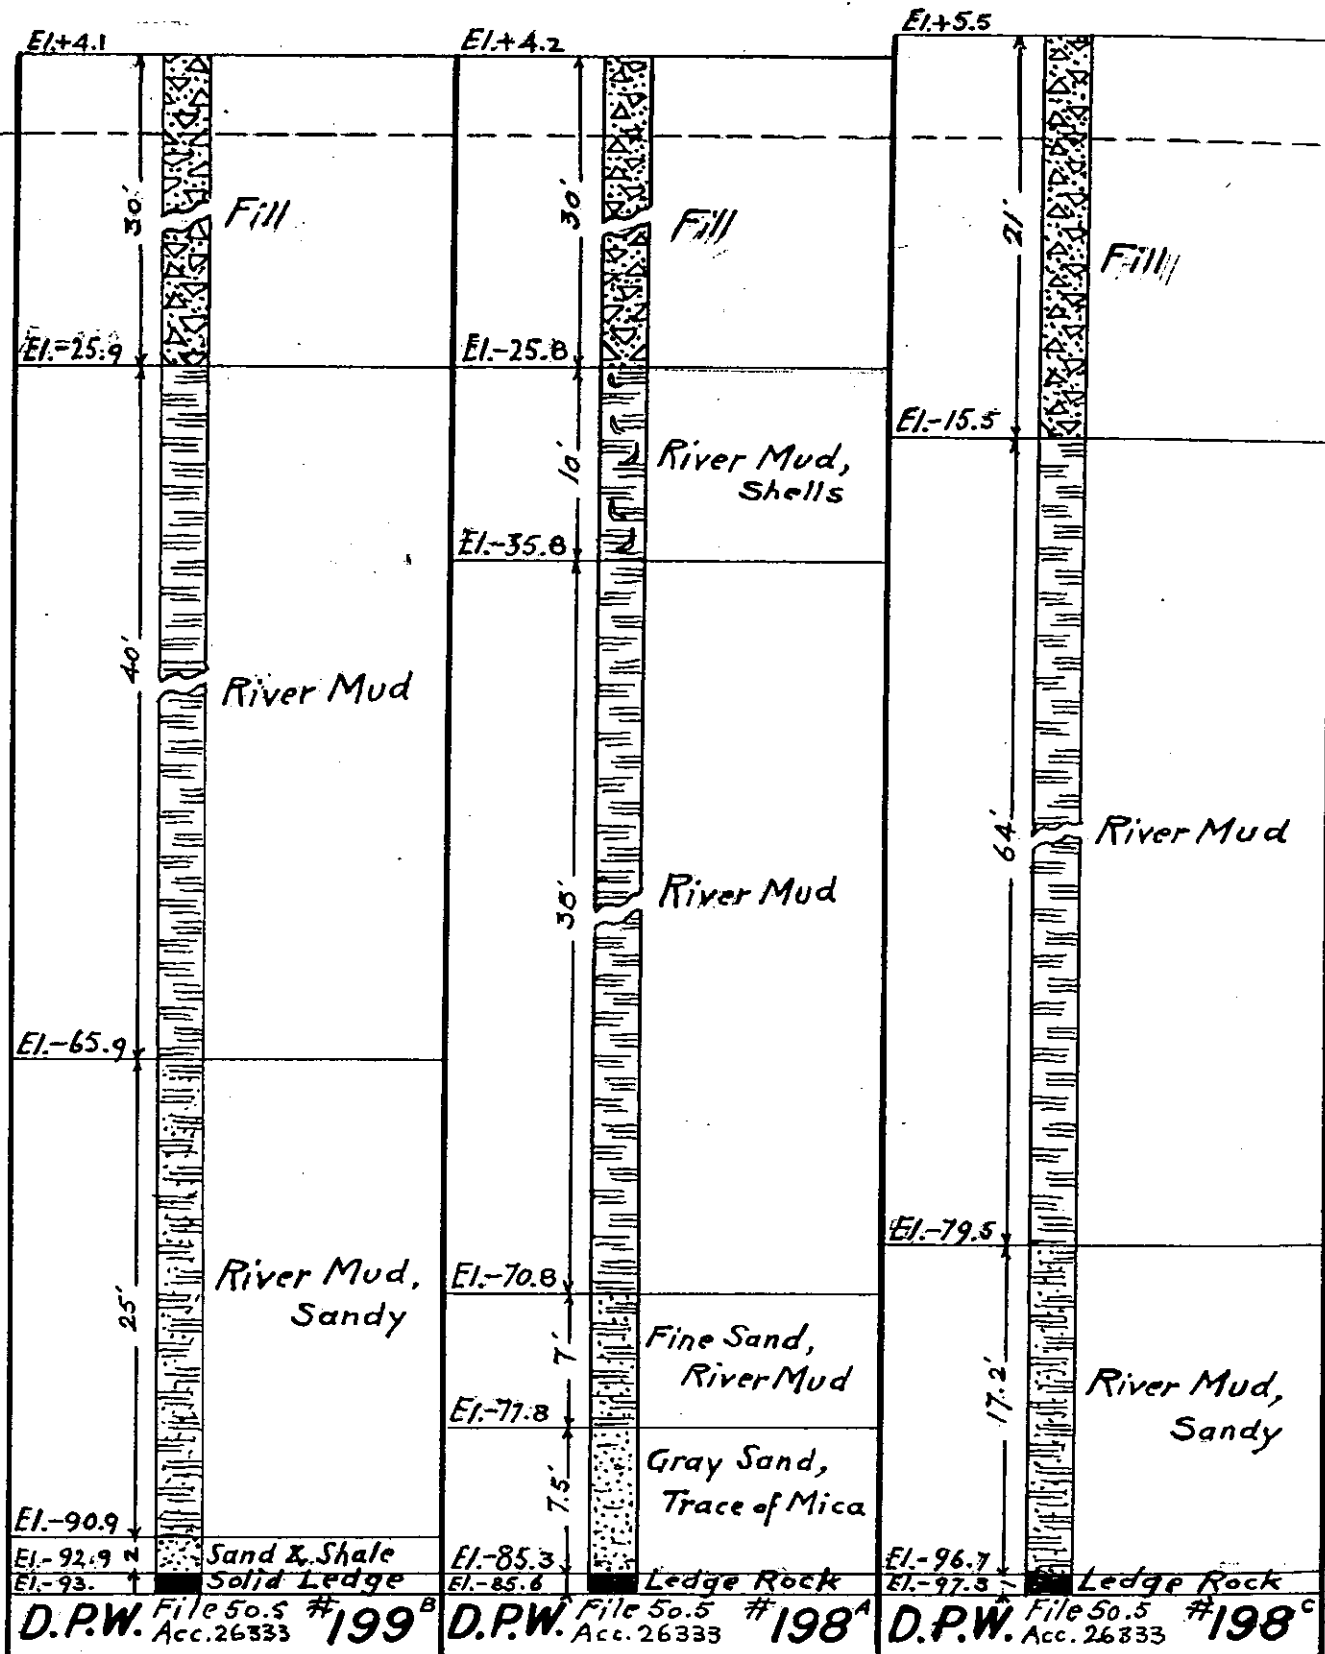 El.+4.1
30'
Fill
El.-25.9
40'
River Mud
El.-65.9
25'
River Mud,
Sandy
El.-90.9
2
Sand & Shale
El.-92.9
Solid Ledge
El.-93.
D.P.W. File 50.5 #199 B
Acc. 26333
El.+4.2
30'
Fill
El.-25.8
10'
River Mud,
Shells
El.-35.8
38'
River Mud
El.-70.8
7'
Fine Sand,
River Mud
El.-77.8
7.5'
Gray Sand,
Trace of Mica
El.-85.3
Ledge Rock
El.-85.6
D.P.W. File 50.5 #198 A
Acc. 26333
El.+5.5
21'
Fill
El.-15.5
64'
River Mud
El.-79.5
17.2'
River Mud,
Sandy
El.-96.7
Ledge Rock
El.-97.3
D.P.W. File 50.5 #198 C
Acc. 26333